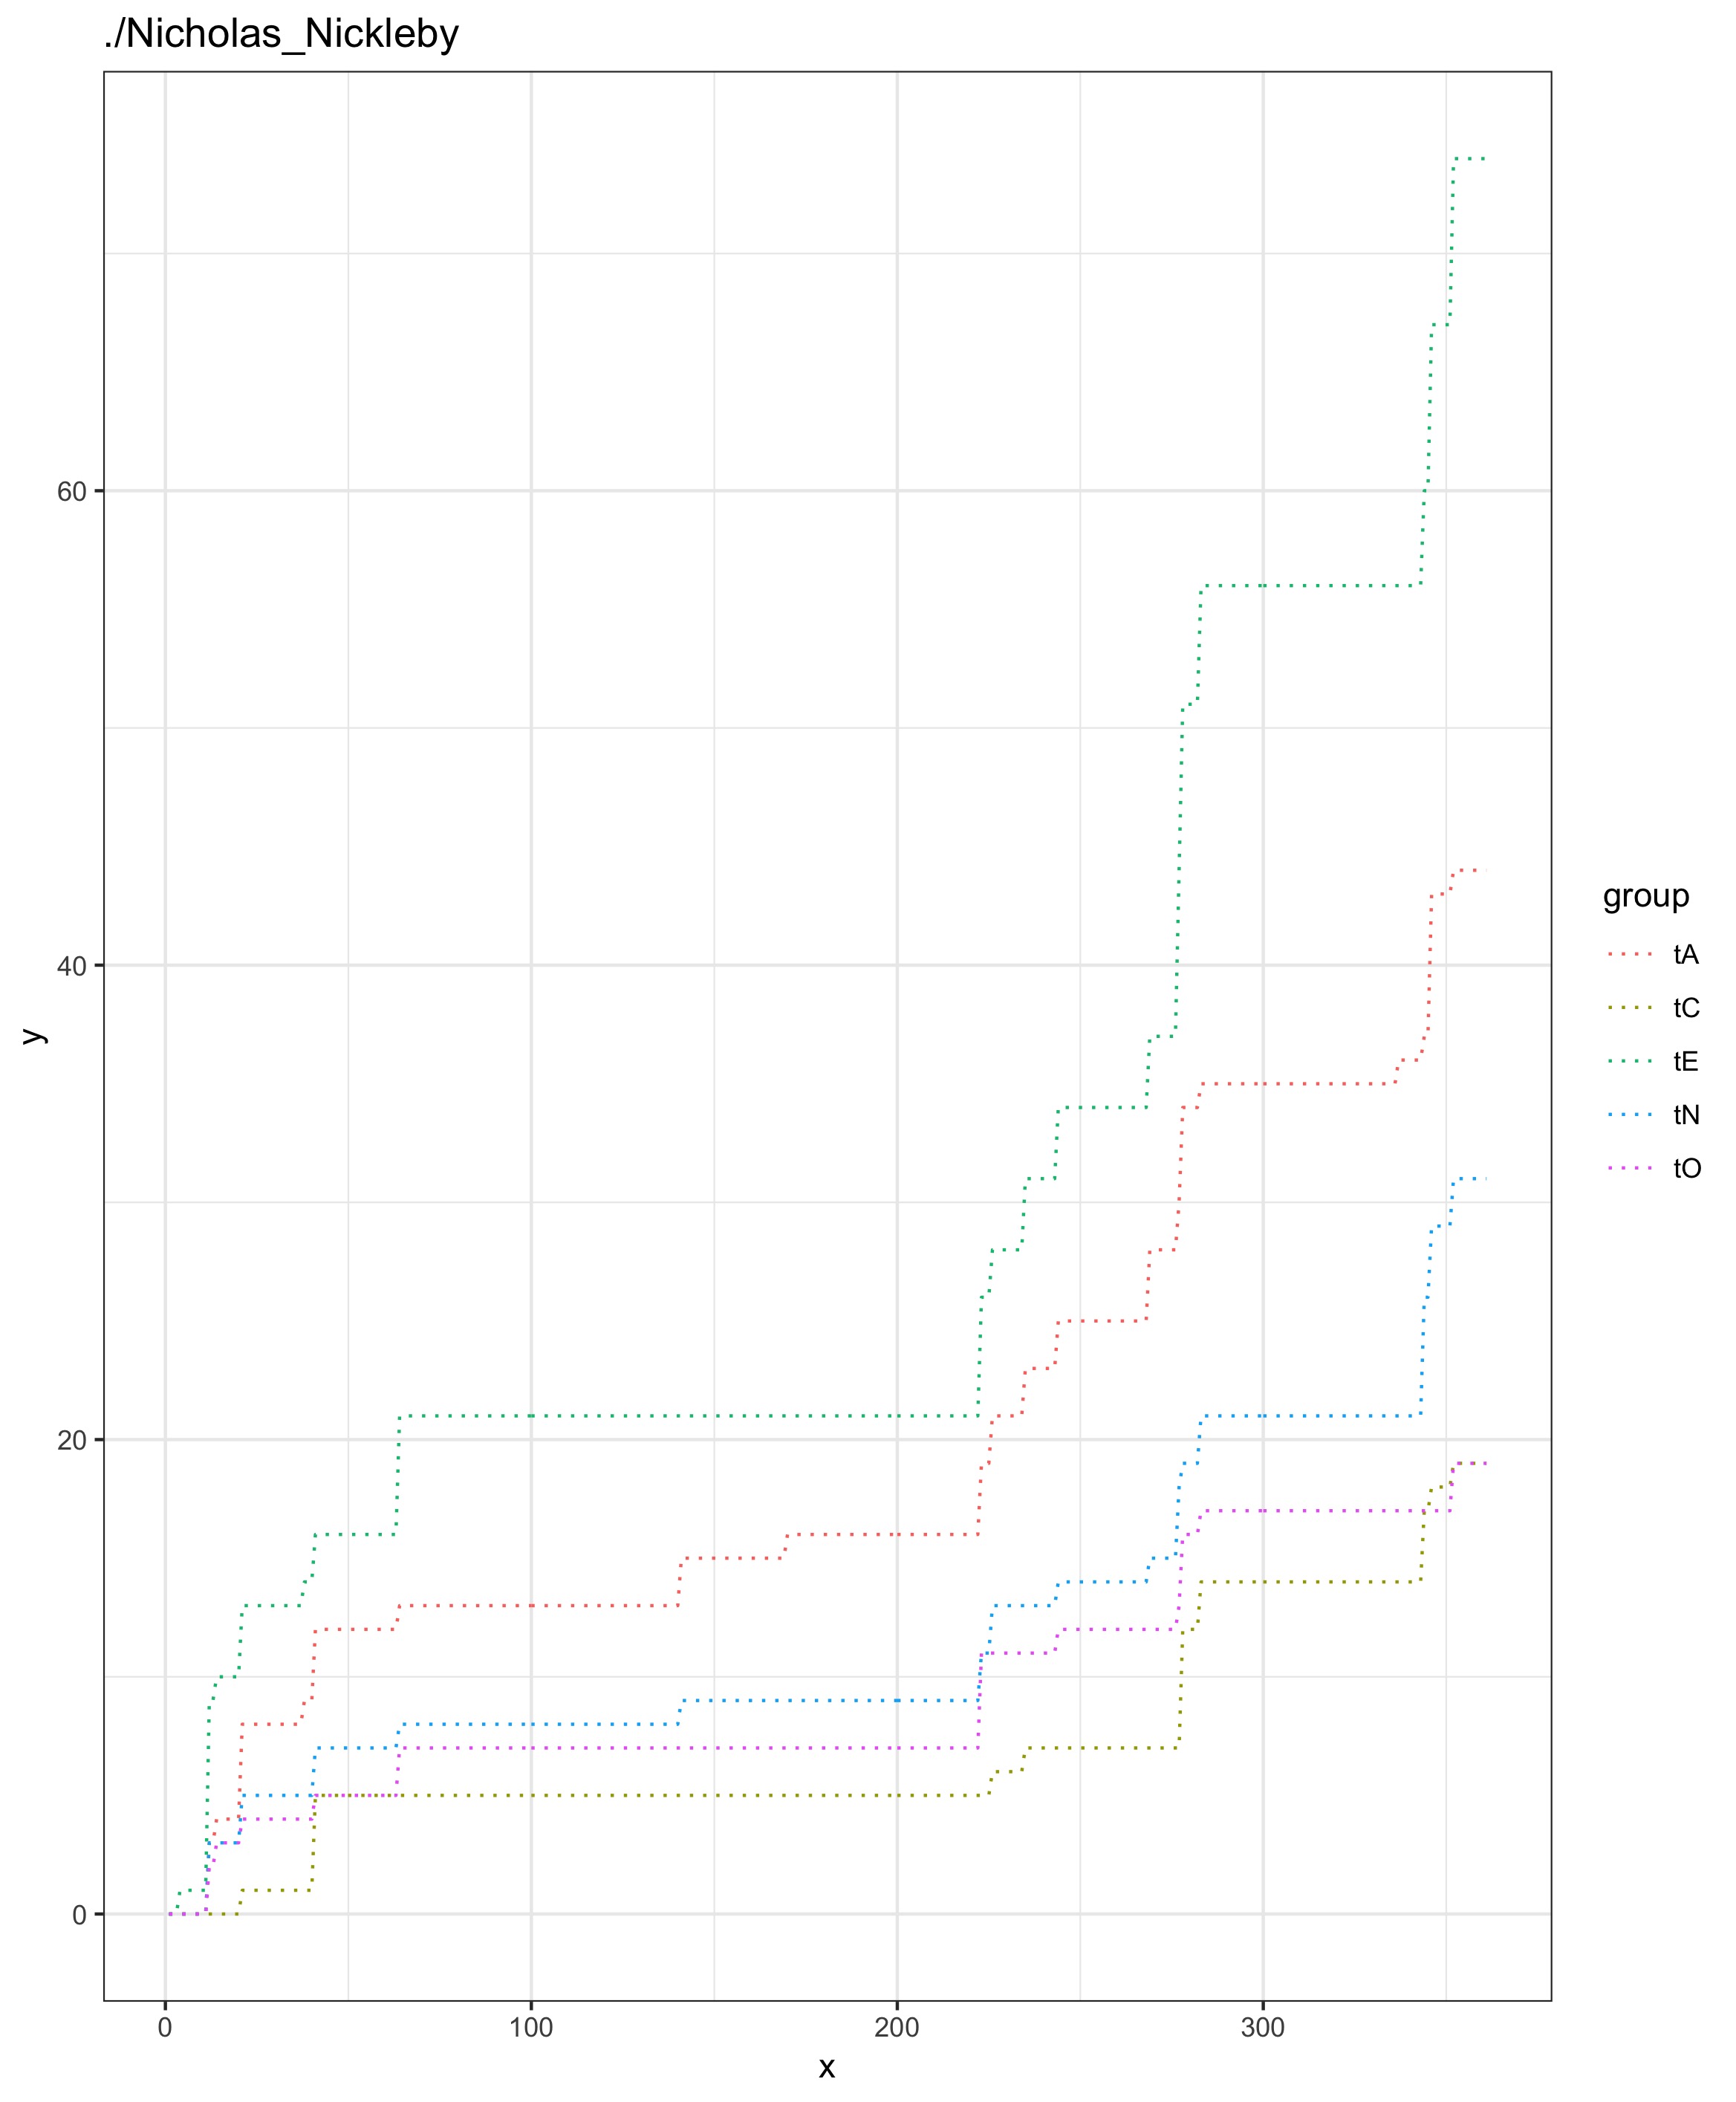 ./Nicholas_Nickleby
60
40
20
0
y
0 100 200 300
x
group
tA
tC
tE
tN
tO